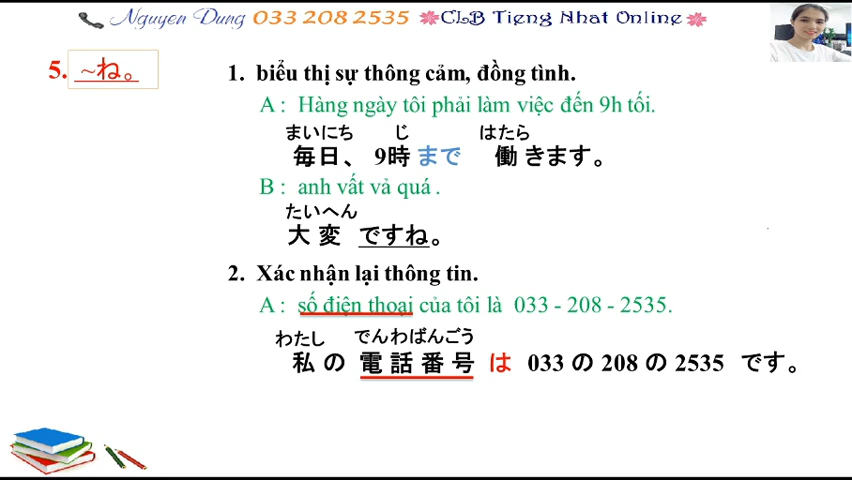 Nguyen Dung 033 208 2535 CLB Tieng Nhat Online
5. ~ね。
1. biểu thị sự thông cảm, đồng tình.
A : Hàng ngày tôi phải làm việc đến 9h tối.
まいにち じ はたら
毎日、 9時 まで 働きます。
B : anh vất vả quá .
たいへん
大変 ですね。
2. Xác nhận lại thông tin.
A : số điện thoại của tôi là 033 - 208 - 2535.
わたし でんわばんごう
私の 電話番号 は 033 の 208 の 2535 です。